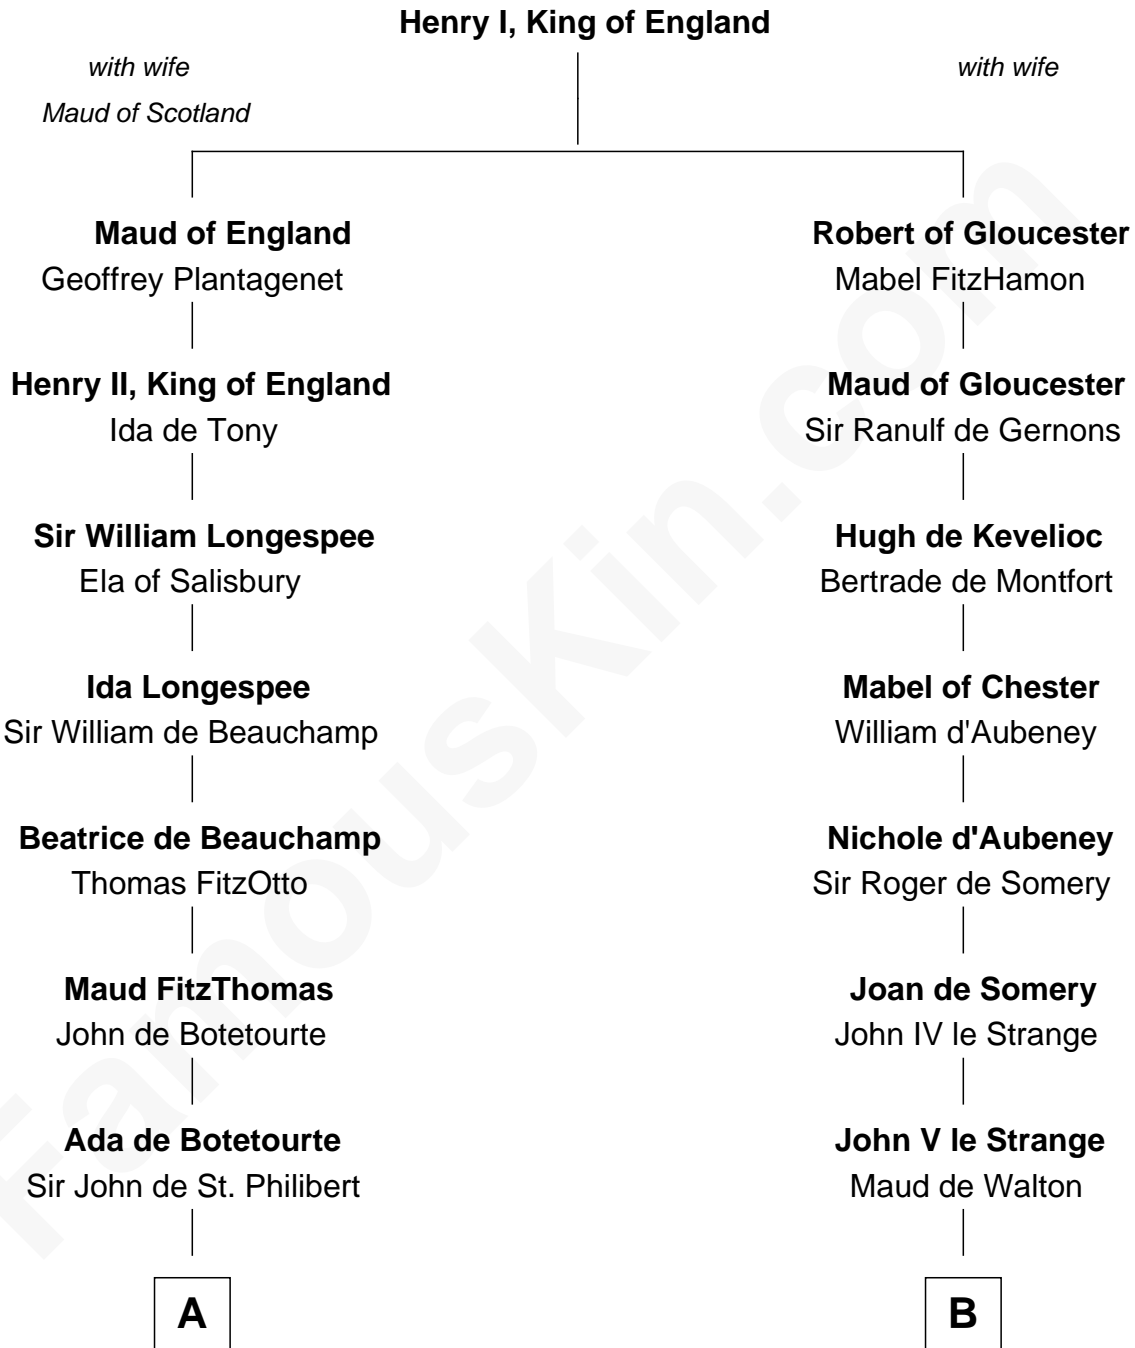 Henry I, King of England
with wife
Maud of Scotland
with wife
Maud of England
Geoffrey Plantagenet
Robert of Gloucester
Mabel FitzHamon
Henry II, King of England
Ida de Tony
Maud of Gloucester
Sir Ranulf de Gernons
Sir William Longespee
Ela of Salisbury
Hugh de Kevelioc
Bertrade de Montfort
Ida Longespee
Sir William de Beauchamp
Mabel of Chester
William d'Aubeney
Beatrice de Beauchamp
Thomas FitzOtto
Nichole d'Aubeney
Sir Roger de Somery
Maud FitzThomas
John de Botetourte
Joan de Somery
John IV le Strange
Ada de Botetourte
Sir John de St. Philibert
John V le Strange
Maud de Walton
A
B
FamousKin.com